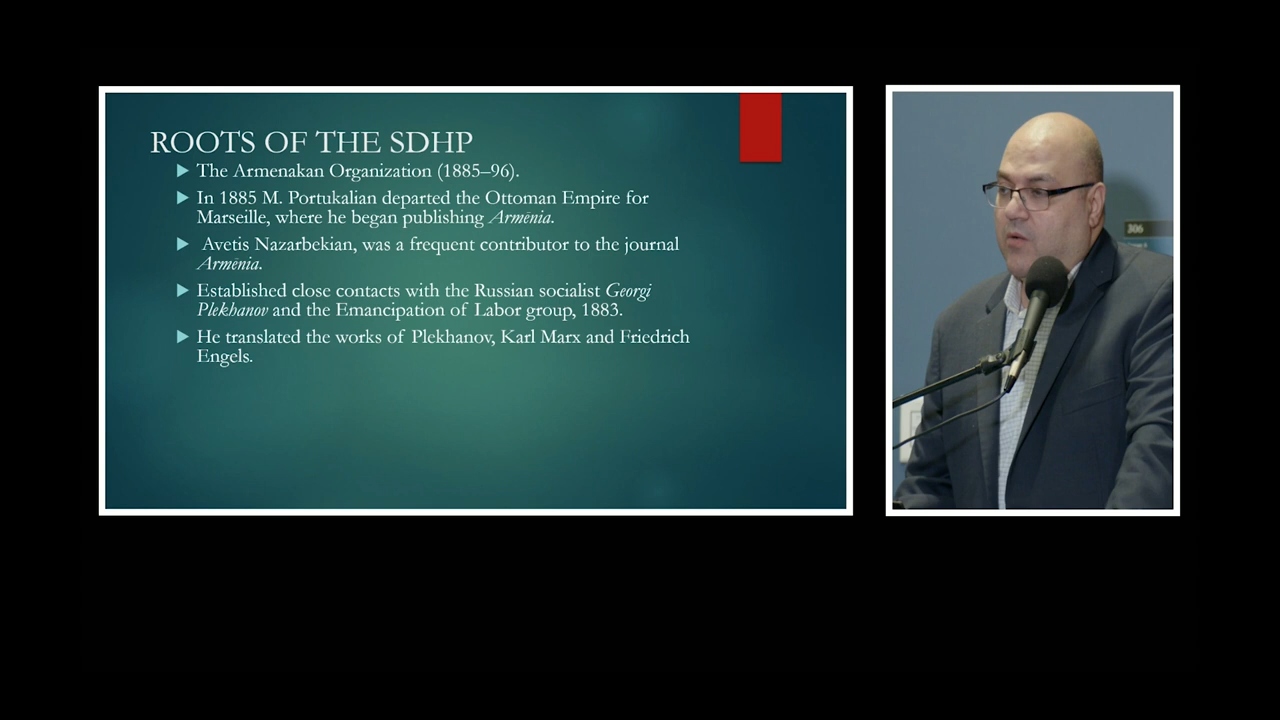 ROOTS OF THE SDHP
The Armenakan Organization (1885–96).
In 1885 M. Portukalian departed the Ottoman Empire for
Marseille, where he began publishing Armēnia.
Avetis Nazarbekian, was a frequent contributor to the journal
Armēnia.
Established close contacts with the Russian socialist Georgi
Plekhanov and the Emancipation of Labor group, 1883.
He translated the works of Plekhanov, Karl Marx and Friedrich
Engels.
306